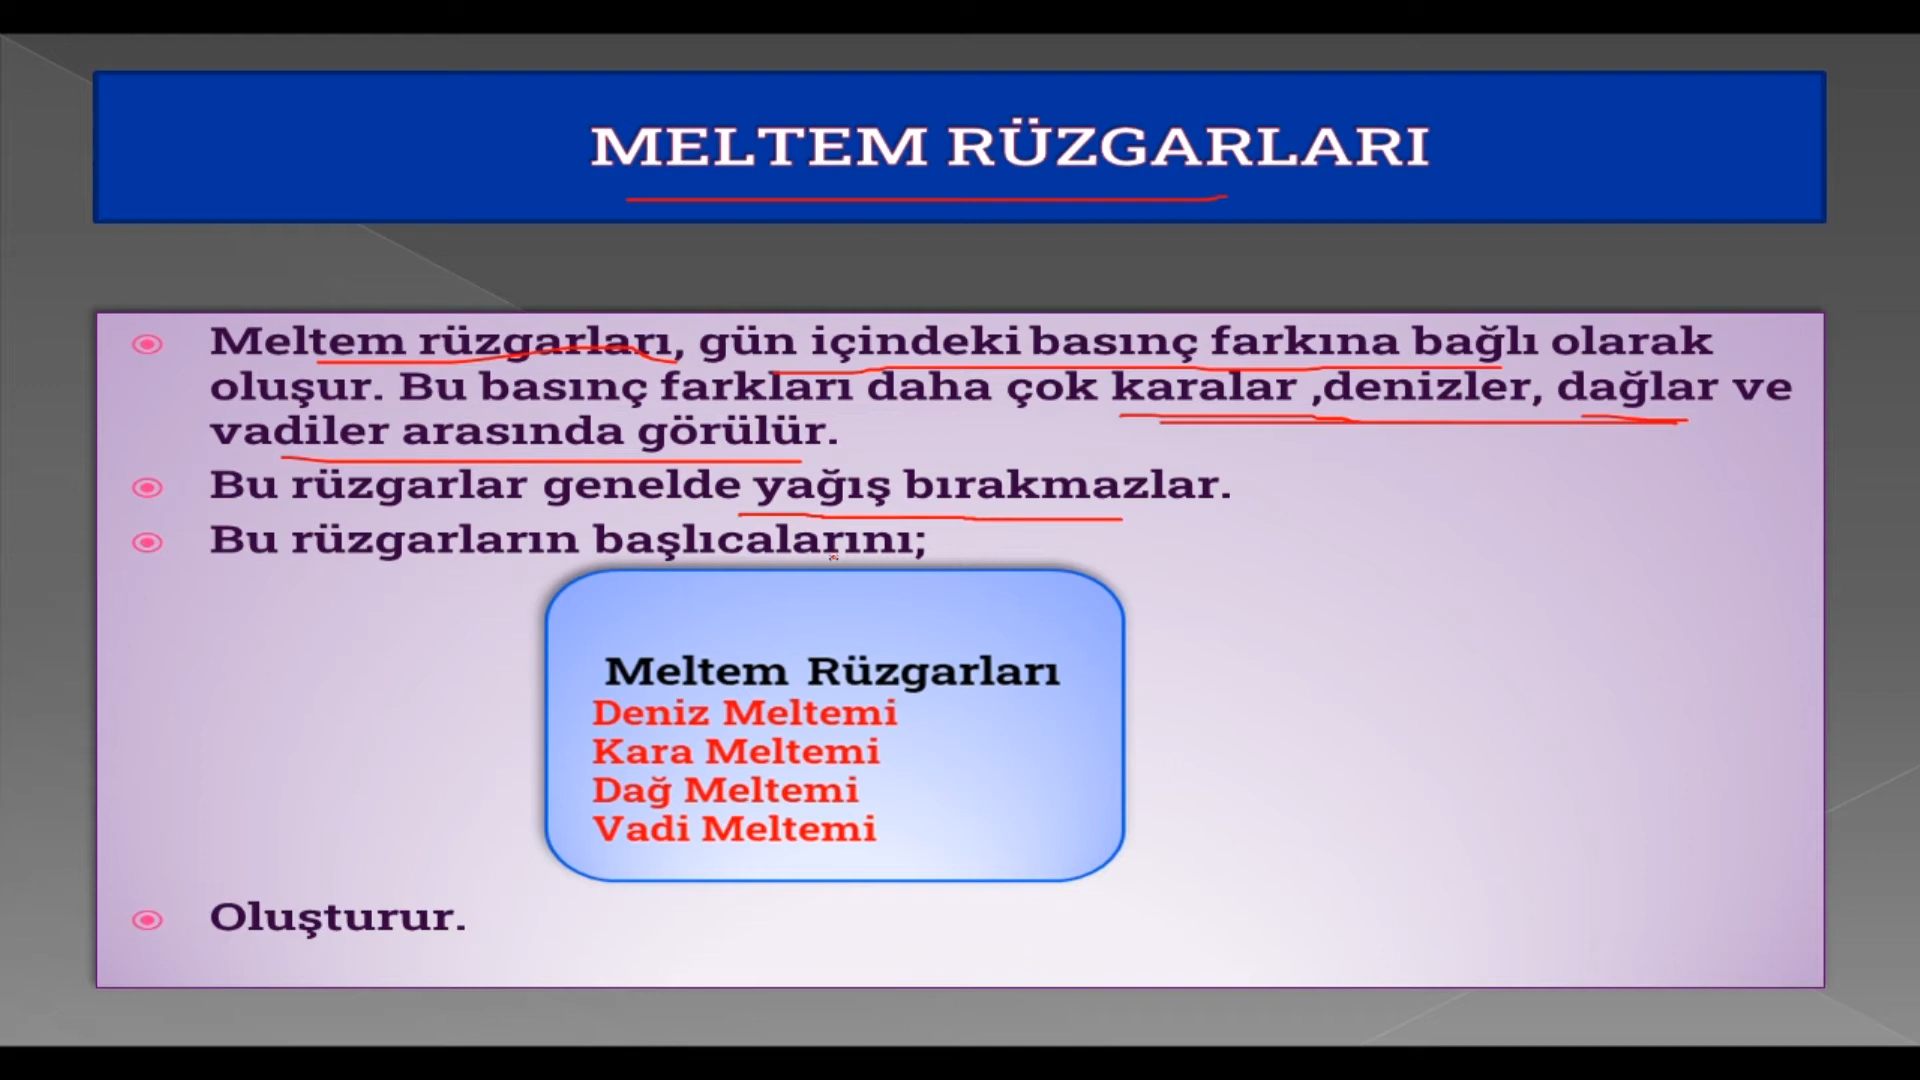 MELTEM RÜZGARLARI
Meltem rüzgarları, gün içindeki basınç farkına bağlı olarak
oluşur. Bu basınç farkları daha çok karalar ,denizler, dağlar ve
vadiler arasında görülür.
Bu rüzgarlar genelde yağış bırakmazlar.
Bu rüzgarların başlıcalarını;
Meltem Rüzgarları
Deniz Meltemi
Kara Meltemi
Dağ Meltemi
Vadi Meltemi
Oluşturur.